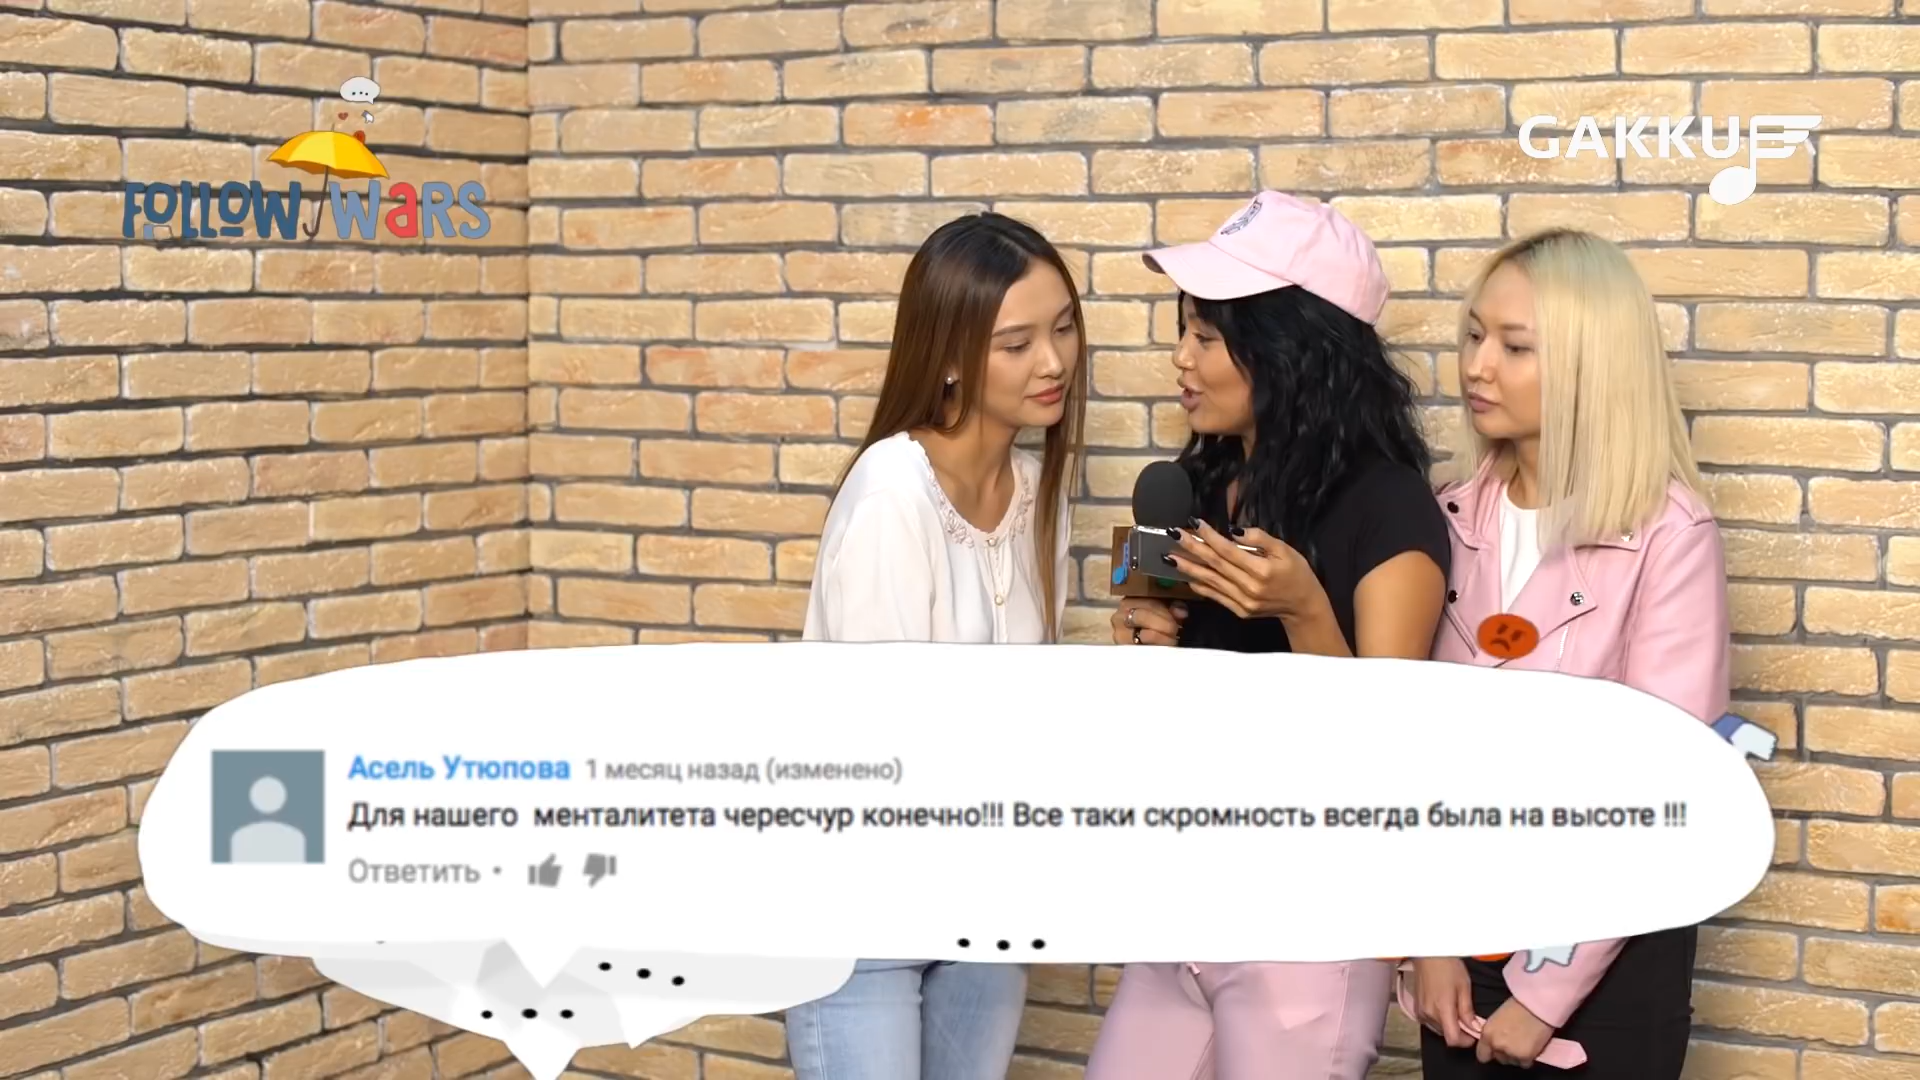 FOLLOW WARS
GAKKU
Асель Утюпова 1 месяц назад (изменено)
Для нашего менталитета чересчур конечно!!! Все таки скромность всегда была на высоте !!!
Ответить •